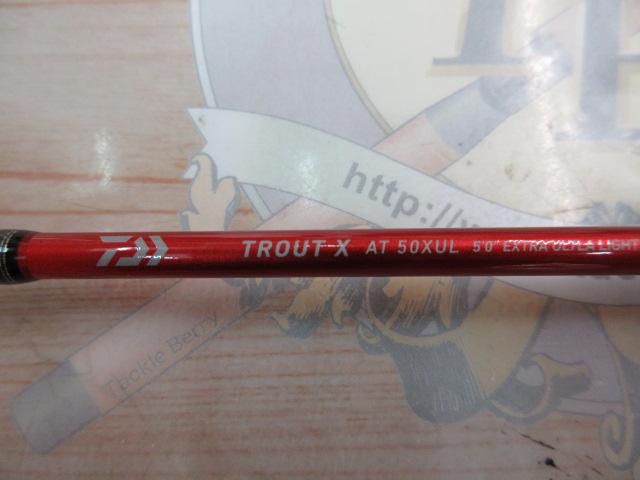 TROUT X AT 50XUL 5'0" EXTRA ULTRA LIGHT
http://
Tackle Berry